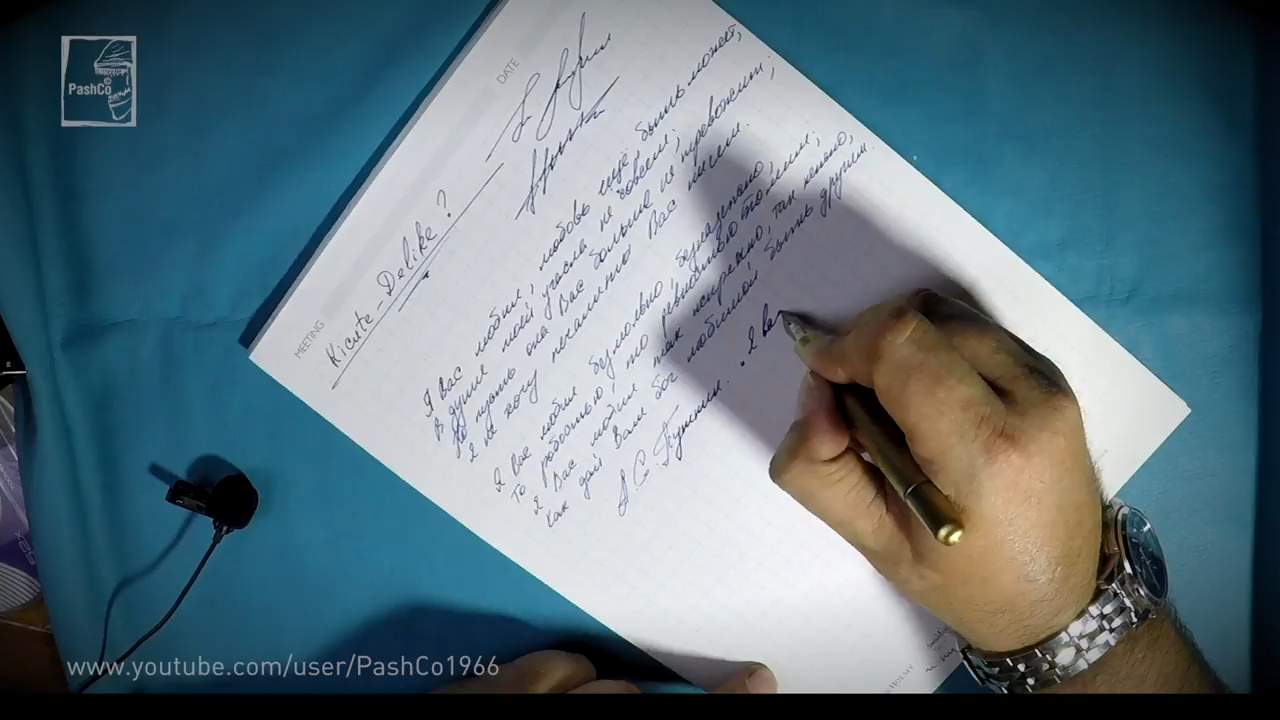 PashCo
DATE
MEETING
Kicute-Delike?
Я вас любил, любовь ещё, быть может,
В душе моей угасла не совсем;
Но пусть она Вас больше не тревожит;
Я не хочу печалить Вас ничем.
Я Вас любил безмолвно, безнадежно,
То робостью, то ревностью томим;
Я Вас любил так искренно, так нежно,
Как дай Вам бог любимой быть другим.
А. С. Пушкин. „Я ва
www.youtube.com/user/PashCo1966